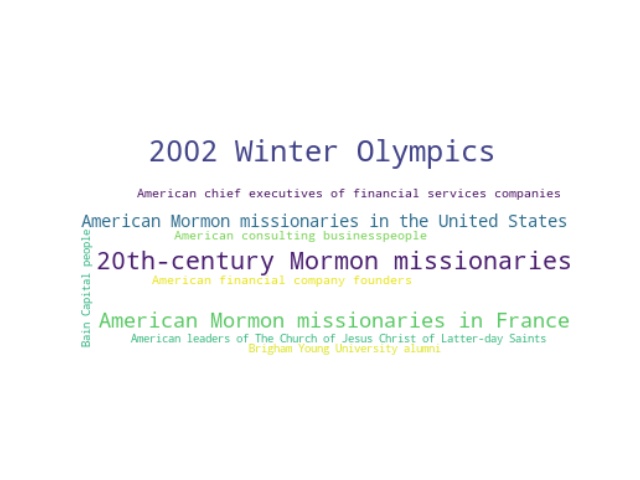 2002 Winter Olympics
American chief executives of financial services companies
American Mormon missionaries in the United States
American consulting businesspeople
20th-century Mormon missionaries
American financial company founders
Bain Capital people
American Mormon missionaries in France
American leaders of The Church of Jesus Christ of Latter-day Saints
Brigham Young University alumni